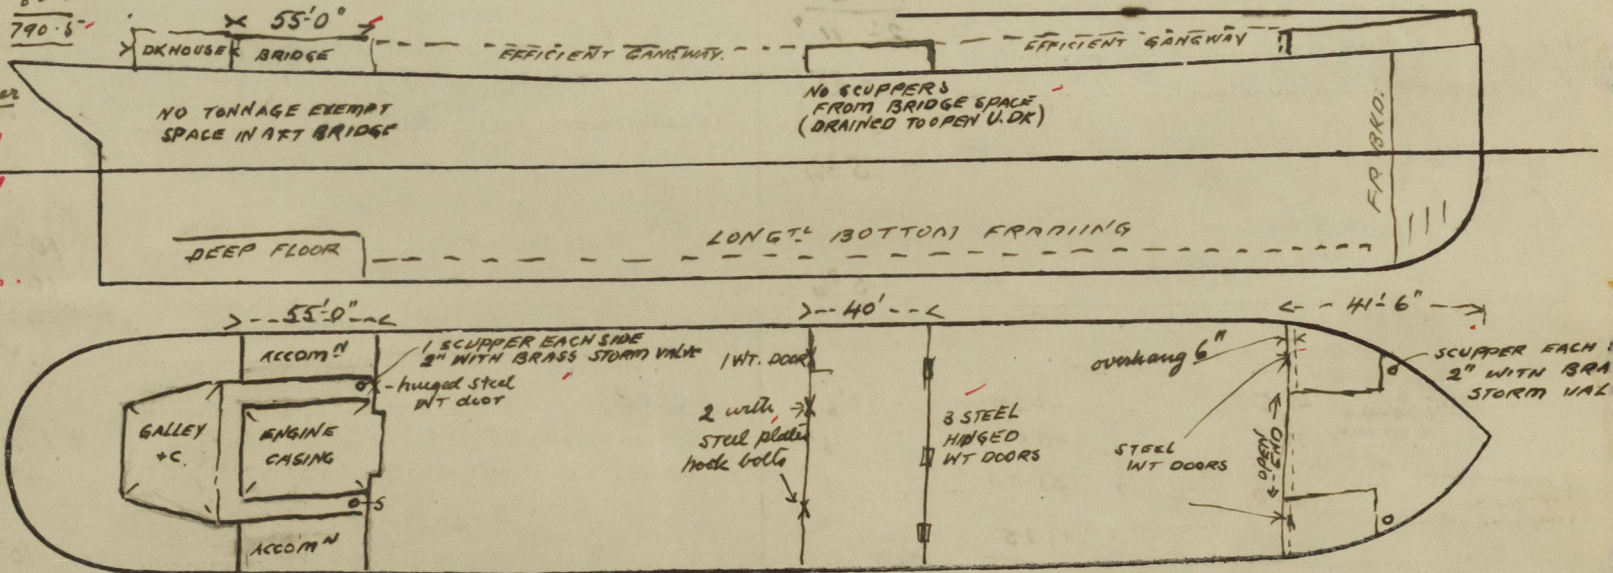 790.5
55'-0"
DK HOUSE
BRIDGE
EFFICIENT GANGWAY.
EFFICIENT GANGWAY
NO TONNAGE EXEMPT
SPACE IN AFT BRIDGE
NO SCUPPERS
FROM BRIDGE SPACE
(DRAINED TO OPEN U.DK)
F.P. BKD.
DEEP FLOOR
LONGTL BOTTOM FRAMING
55'-0"
40'
41'-6"
ACCOMN
1 SCUPPER EACH SIDE
2" WITH BRASS STORM VALVE
hinged steel
WT door
GALLEY
+C.
ENGINE
CASING
S
ACCOMN
1 WT. DOOR
2 with
steel plates
hook bolts
3 STEEL
HINGED
WT DOORS
overhang 6"
STEEL
WT DOORS
OPEN
END
SCUPPER EACH
2" WITH BRA
STORM VAL